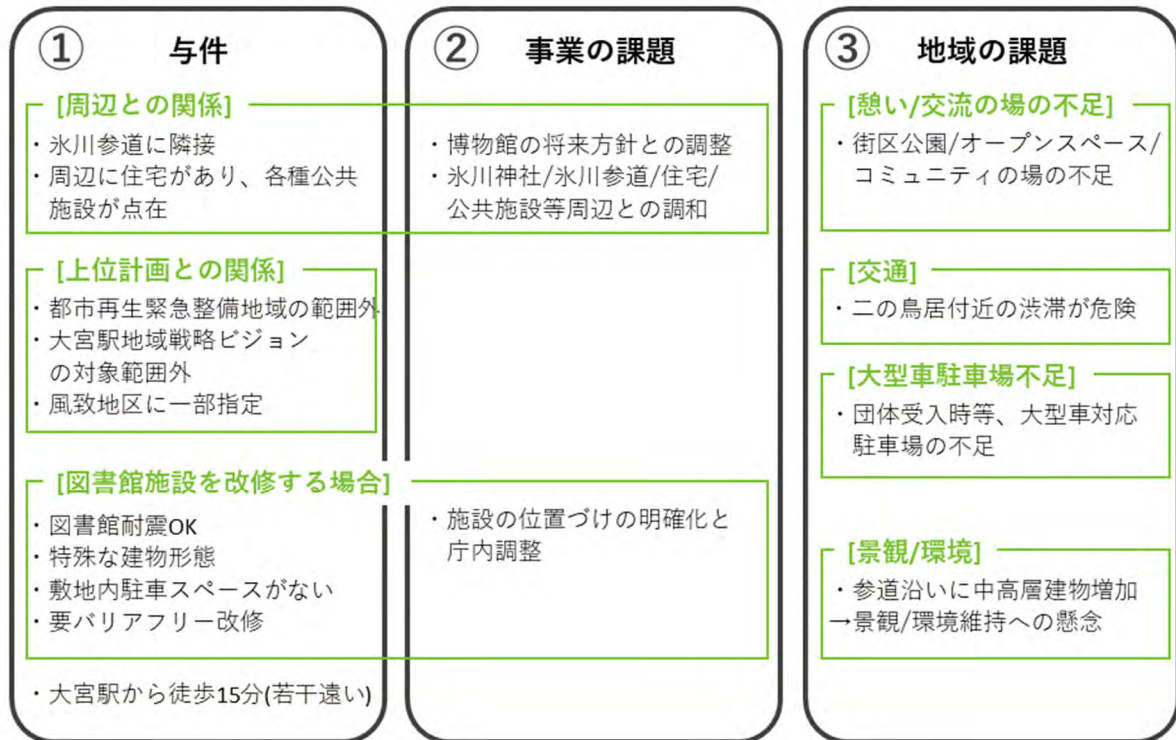 ① 与件
[周辺との関係]
・氷川参道に隣接
・周辺に住宅があり、各種公共
施設が点在
[上位計画との関係]
・都市再生緊急整備地域の範囲外
・大宮駅地域戦略ビジョン
の対象範囲外
・風致地区に一部指定
[図書館施設を改修する場合]
・図書館耐震OK
・特殊な建物形態
・敷地内駐車スペースがない
・要バリアフリー改修
・大宮駅から徒歩15分(若干遠い)
② 事業の課題
・博物館の将来方針との調整
・氷川神社/氷川参道/住宅/
公共施設等周辺との調和
・施設の位置づけの明確化と
庁内調整
③ 地域の課題
[憩い/交流の場の不足]
・街区公園/オープンスペース/
コミュニティの場の不足
[交通]
・二の鳥居付近の渋滞が危険
[大型車駐車場不足]
・団体受入時等、大型車対応
駐車場の不足
[景観/環境]
・参道沿いに中高層建物増加
→景観/環境維持への懸念